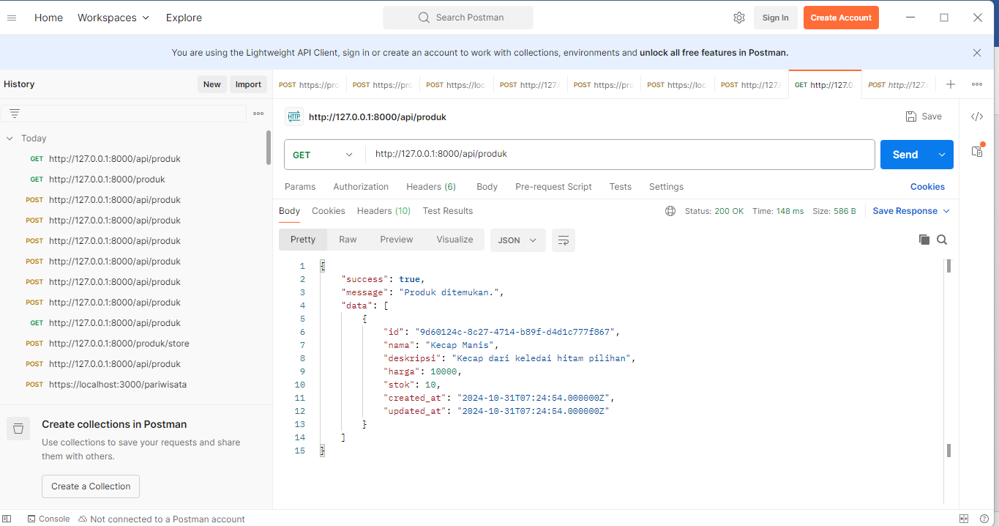 Home Workspaces Explore Search Postman Sign In Create Account
You are using the Lightweight API Client, sign in or create an account to work with collections, environments and unlock all free features in Postman.
History New Import
POST https://pro POST https://pro POST https://loc POST http://127.0 POST https://pro POST https://loc POST http://127.0 GET http://127.0. POST http://127.0
HTTP http://127.0.0.1:8000/api/produk Save
GET http://127.0.0.1:8000/api/produk Send
Params Authorization Headers (6) Body Pre-request Script Tests Settings Cookies
Body Cookies Headers (10) Test Results Status: 200 OK Time: 148 ms Size: 586 B Save Response
Pretty Raw Preview Visualize JSON
Today
GET http://127.0.0.1:8000/api/produk
GET http://127.0.0.1:8000/produk
POST http://127.0.0.1:8000/api/produk
POST http://127.0.0.1:8000/api/produk
POST http://127.0.0.1:8000/api/produk
POST http://127.0.0.1:8000/api/produk
POST http://127.0.0.1:8000/api/produk
POST http://127.0.0.1:8000/api/produk
GET http://127.0.0.1:8000/api/produk
POST http://127.0.0.1:8000/produk/store
POST http://127.0.0.1:8000/api/produk
POST https://localhost:3000/pariwisata
1 {
2 "success": true,
3 "message": "Produk ditemukan.",
4 "data": [
5 {
6 "id": "9d60124c-8c27-4714-b89f-d4d1c777f867",
7 "nama": "Kecap Manis",
8 "deskripsi": "Kecap dari keledai hitam pilihan",
9 "harga": 10000,
10 "stok": 10,
11 "created_at": "2024-10-31T07:24:54.000000Z",
12 "updated_at": "2024-10-31T07:24:54.000000Z"
13 }
14 ]
15 }
Create collections in Postman
Use collections to save your requests and share
them with others.
Create a Collection
Console Not connected to a Postman account